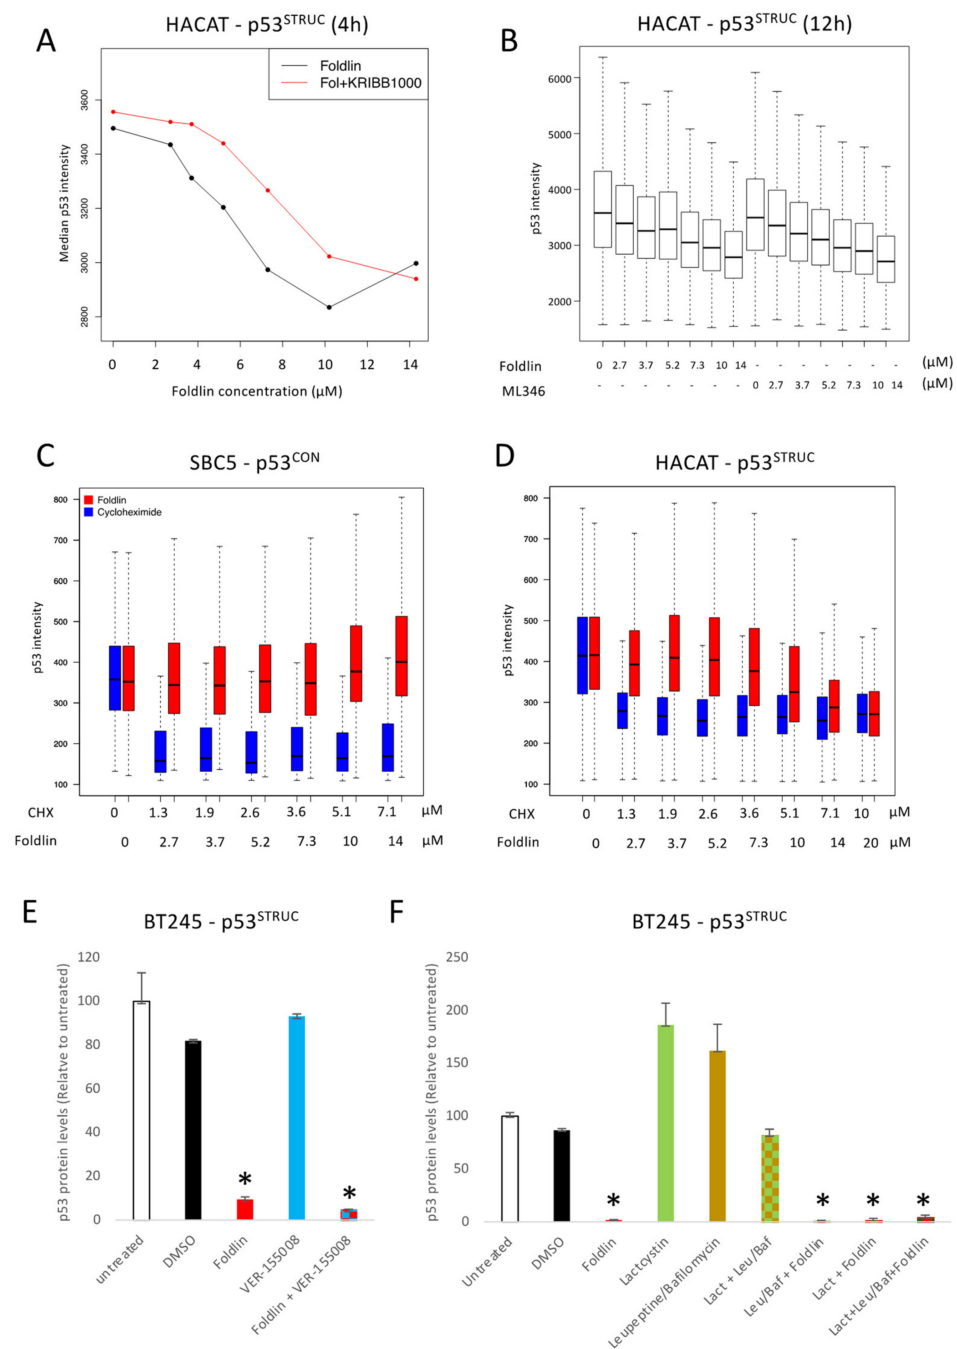 A
HACAT - p53STRUC (4h)
Foldlin
Fol+KRIBB1000
Median p53 intensity
3600
3400
3200
3000
2800
0 2 4 6 8 10 12 14
Foldlin concentration (μM)
B
HACAT - p53STRUC (12h)
p53 intensity
6000
5000
4000
3000
2000
Foldlin 0 2.7 3.7 5.2 7.3 10 14 - - - - - - - (μM)
ML346 - - - - - - - 0 2.7 3.7 5.2 7.3 10 14 (μM)
C
SBC5 - p53CON
Foldlin
Cycloheximide
p53 intensity
800
700
600
500
400
300
200
100
CHX 0 1.3 1.9 2.6 3.6 5.1 7.1 μM
Foldlin 0 2.7 3.7 5.2 7.3 10 14 μM
D
HACAT - p53STRUC
p53 intensity
800
700
600
500
400
300
200
100
CHX 0 1.3 1.9 2.6 3.6 5.1 7.1 10 μM
Foldlin 0 2.7 3.7 5.2 7.3 10 14 20 μM
E
BT245 - p53STRUC
p53 protein levels (Relatve to untreated)
120
100
80
60
40
20
0
* *
untreated
DMSO
Foldlin
VER-155008
Foldlin + VER-155008
F
BT245 - p53STRUC
p53 protein levels (Relatve to untreated)
250
200
150
100
50
0
* * * *
Untreated
DMSO
Foldlin
Lactcystin
Leupeptine/Bafilomycin
Lact + Leu/Baf
Leu/Baf + Foldlin
Lact + Foldlin
Lact+Leu/Baf+Foldlin